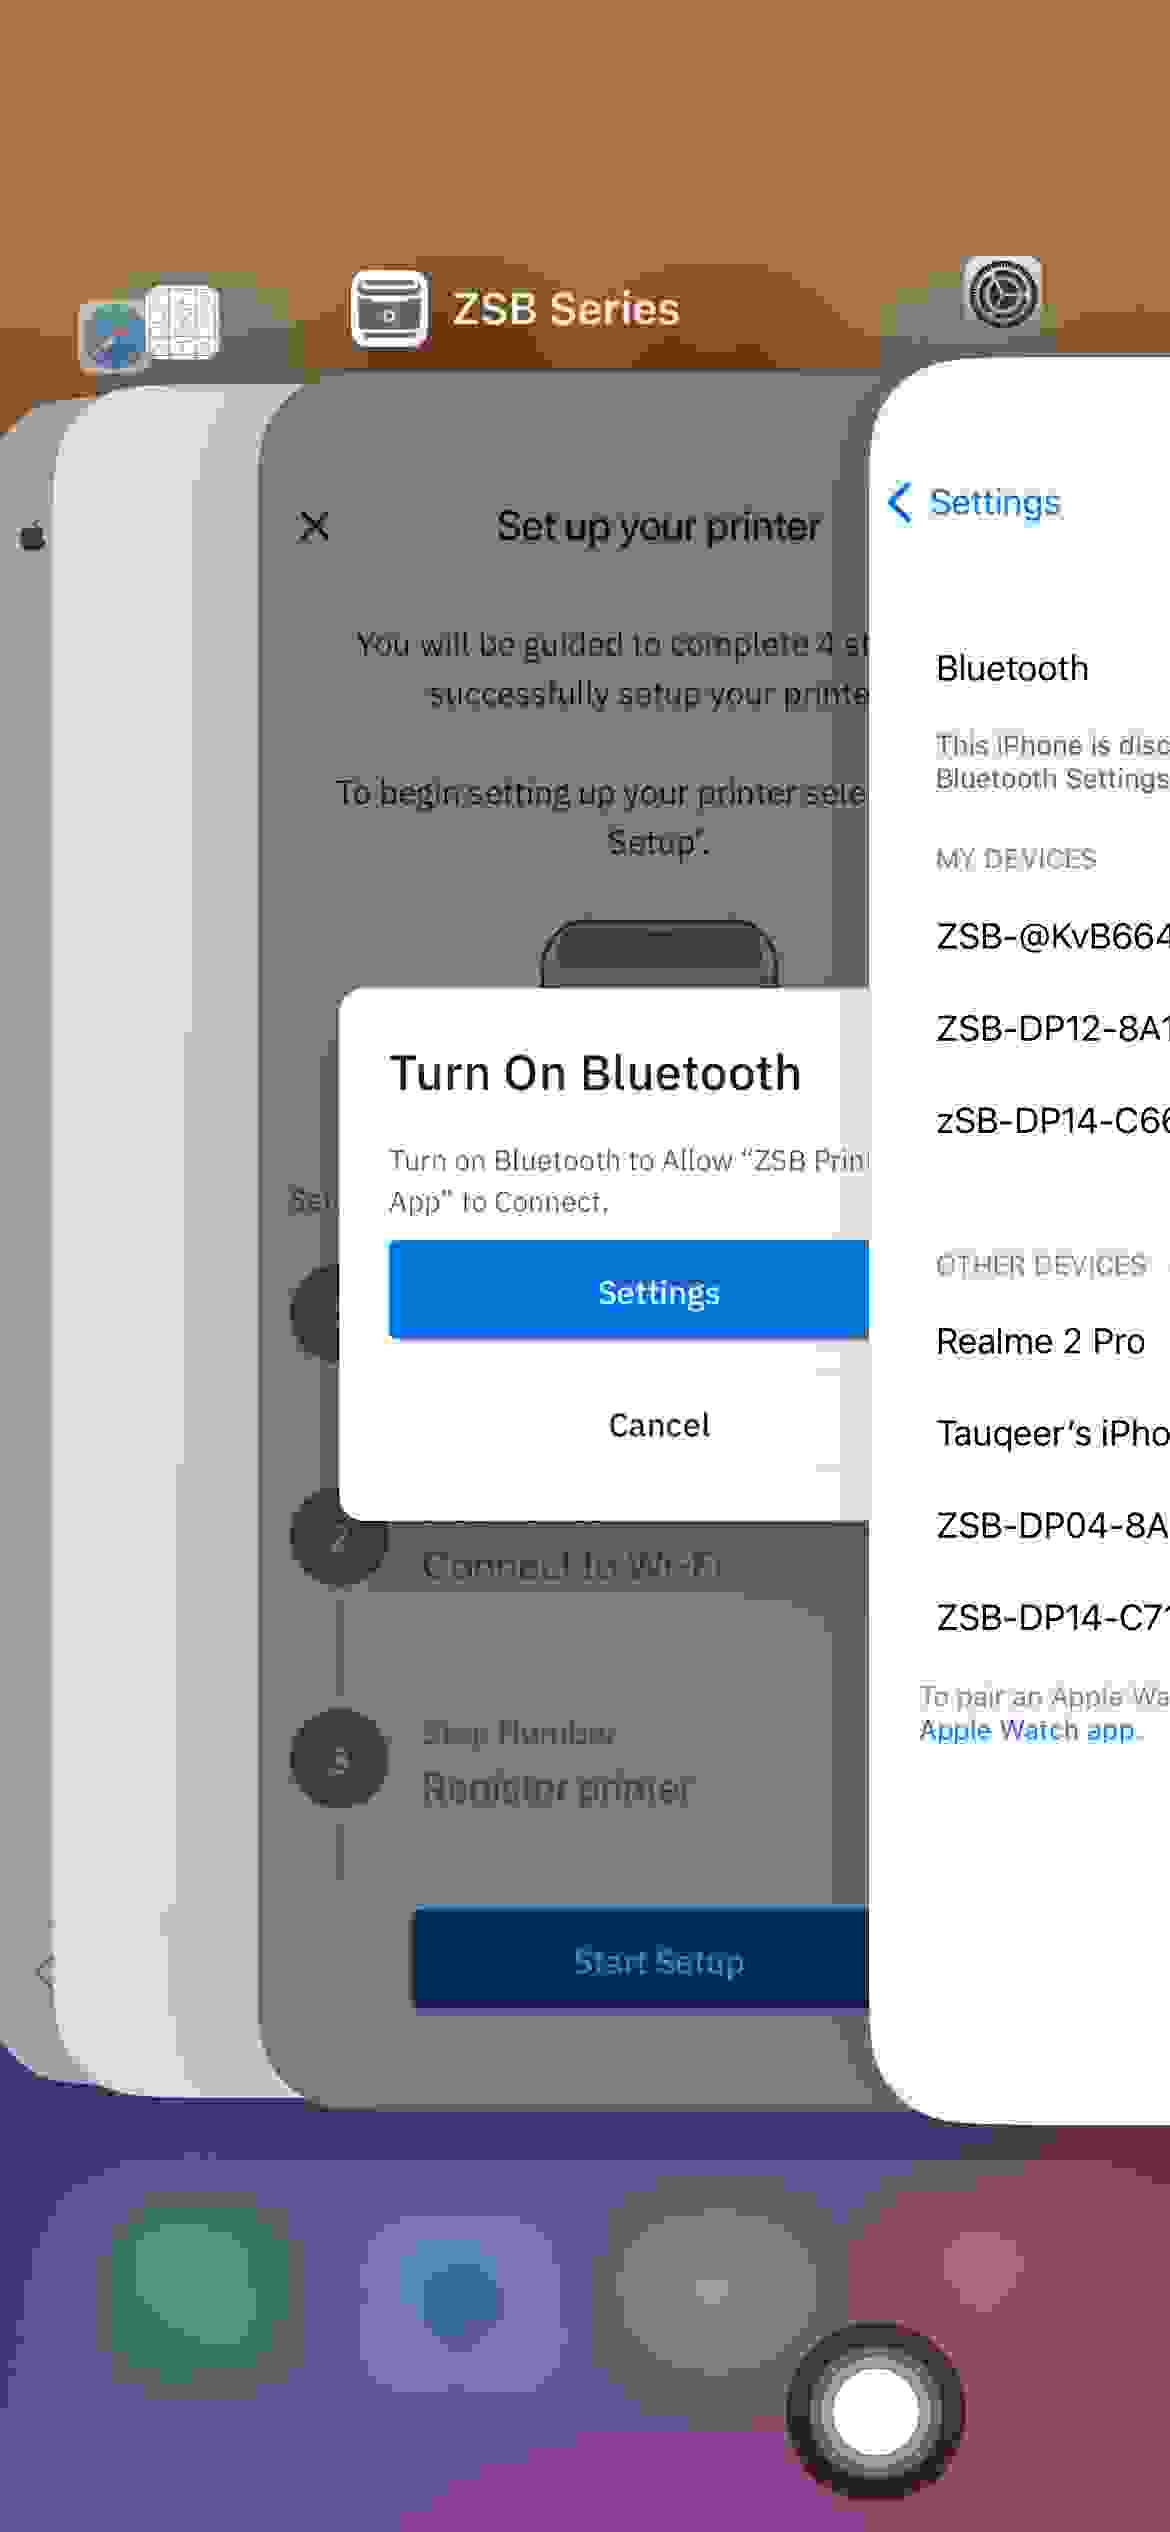 ZSB Series
Set up your printer
You will be guided to complete 4 st
successfully setup your printe
To begin setting up your printer sele
Setup'.
Turn On Bluetooth
Turn on Bluetooth to Allow “ZSB Prin
App” to Connect.
Settings
Cancel
2
Connect to Wi-Fi
3
Step Number
Register printer
Start Setup
Settings
Bluetooth
This iPhone is disc
Bluetooth Settings
MY DEVICES
ZSB-@KvB664
ZSB-DP12-8A1
zSB-DP14-C66
OTHER DEVICES
Realme 2 Pro
Tauqeer’s iPho
ZSB-DP04-8A
ZSB-DP14-C71
To pair an Apple Wa
Apple Watch app.